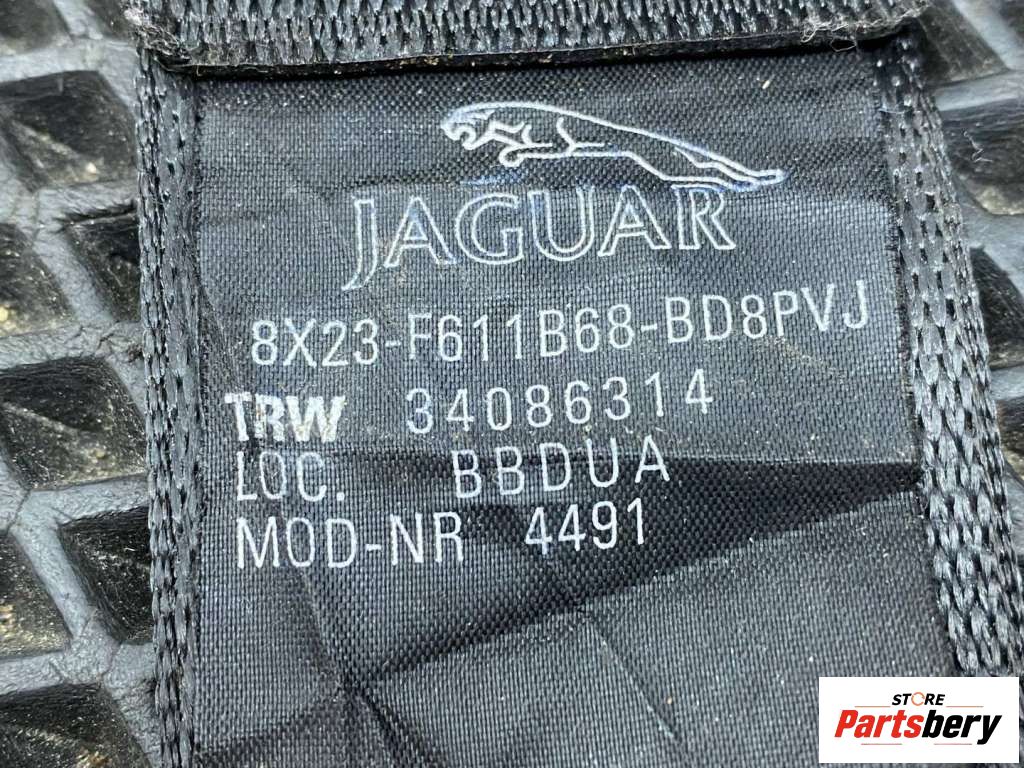 JAGUAR
8X23-F611B68-BD8PVJ
TRW 34086314
LOC. BBDUA
MOD-NR 4491
STORE
Partsbery